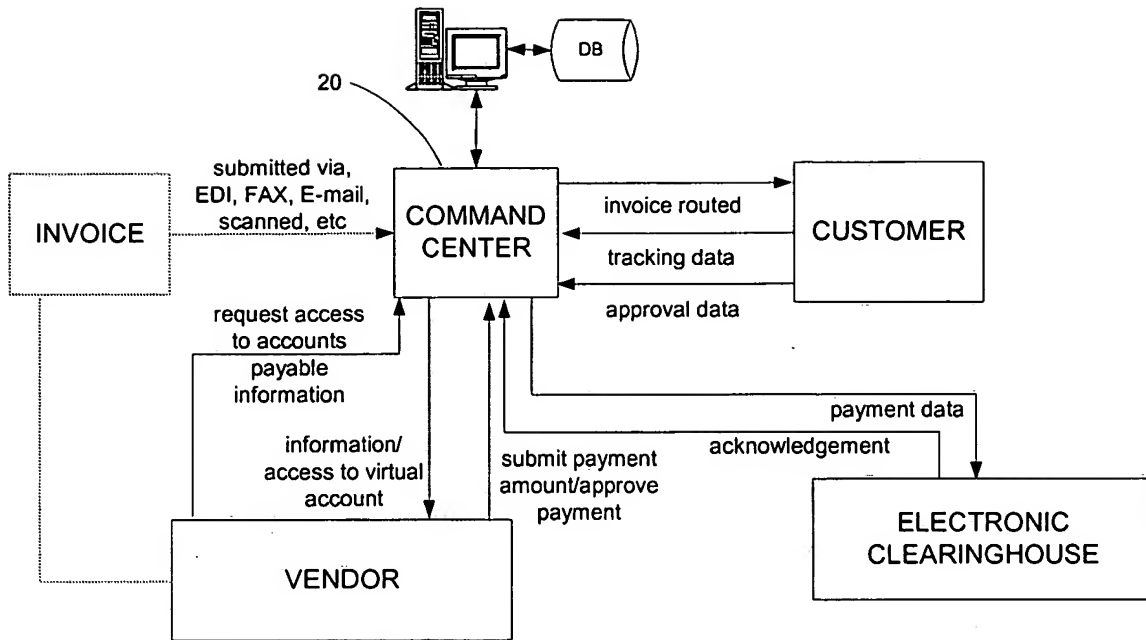 DB
20
submitted via,
EDI, FAX, E-mail,
scanned, etc
INVOICE
COMMAND
CENTER
invoice routed
tracking data
approval data
CUSTOMER
request access
to accounts
payable
information
information/
access to virtual
account
submit payment
amount/approve
payment
payment data
acknowledgement
VENDOR
ELECTRONIC
CLEARINGHOUSE